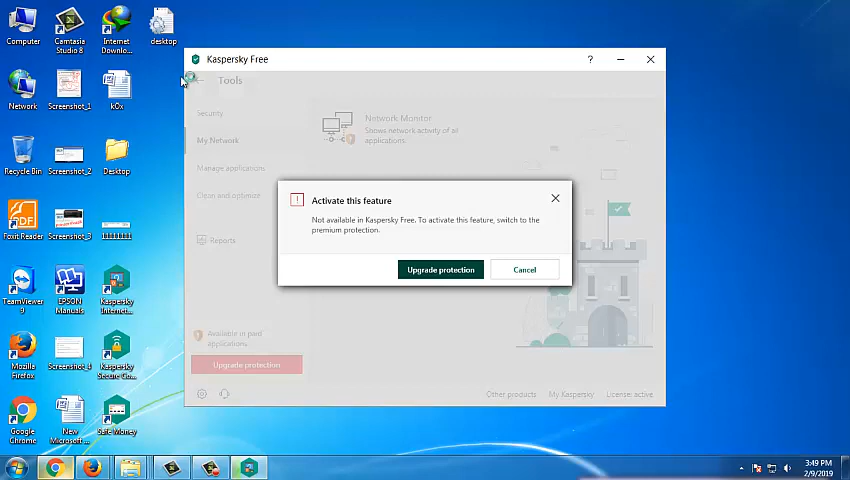 Computer
Camtasia
Studio 8
Internet
Downlo...
desktop
Network
Screenshot_1
kOx
Recycle Bin
Screenshot_2
Desktop
Foxit Reader
Screenshot_3
TeamViewer
9
EPSON
Manuals
Kaspersky
Internet...
Mozilla
Firefox
Screenshot_4
Kaspersky
Secure Co...
Google
Chrome
New
Microsoft ...
Safe Money
Kaspersky Free
?
Tools
Security
My Network
Manage applications
Clean and optimize
Reports
Network Monitor
Shows network activity of all
applications.
Activate this feature
Not available in Kaspersky Free. To activate this feature, switch to the
premium protection.
Upgrade protection
Cancel
Available in paid
applications.
Upgrade protection
Other products
My Kaspersky
License: active
3:49 PM
2/9/2019